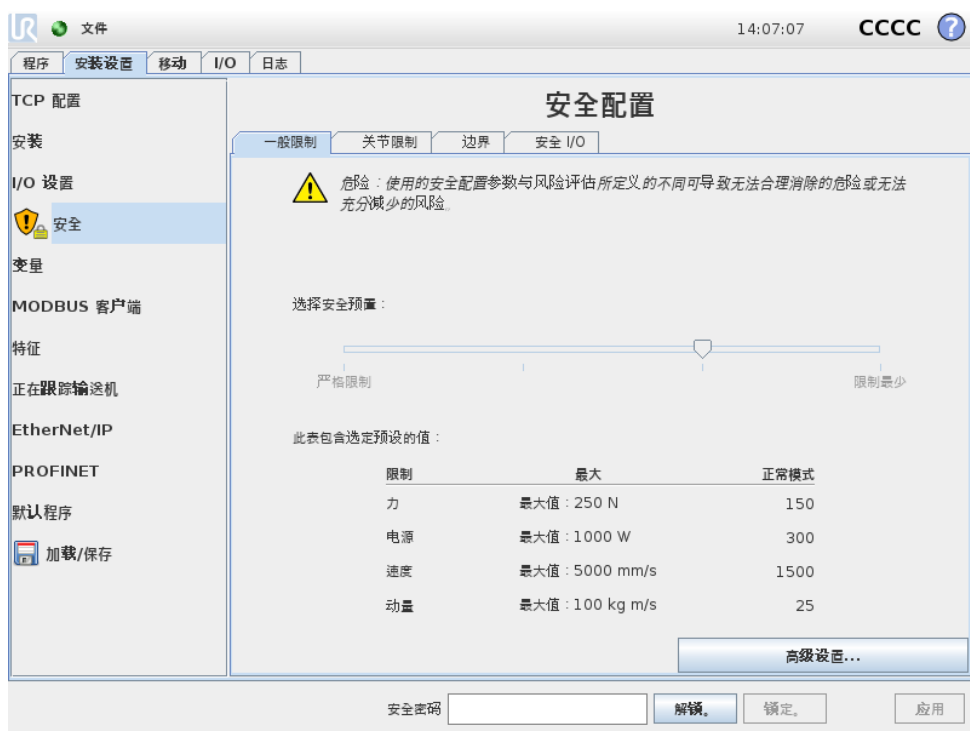 UR 文件 14:07:07 CCCC ?
程序 安装设置 移动 I/O 日志
TCP 配置
安装
I/O 设置
安全
变量
MODBUS 客户端
特征
正在跟踪输送机
EtherNet/IP
PROFINET
默认程序
加载/保存
安全配置
一般限制 关节限制 边界 安全 I/O
危险：使用的安全配置参数与风险评估所定义的不同可导致无法合理消除的危险或无法
充分减少的风险。
选择安全预置：
严格限制 限制最少
此表包含选定预设的值：
限制 最大 正常模式
力 最大值：250 N 150
电源 最大值：1000 W 300
速度 最大值：5000 mm/s 1500
动量 最大值：100 kg m/s 25
高级设置...
安全密码 解锁。 锁定。 应用